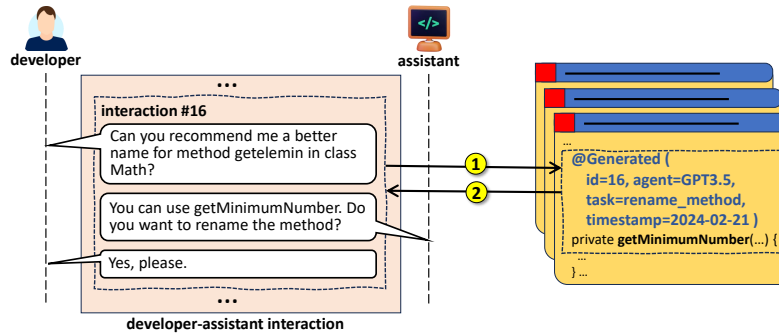 developer
assistant
</>
...
interaction #16
Can you recommend me a better
name for method getelemin in class
Math?
You can use getMinimumNumber. Do
you want to rename the method?
Yes, please.
...
developer-assistant interaction
1
2
...
@Generated (
id=16, agent=GPT3.5,
task=rename_method,
timestamp=2024-02-21 )
private getMinimumNumber(...) {
...
} ...